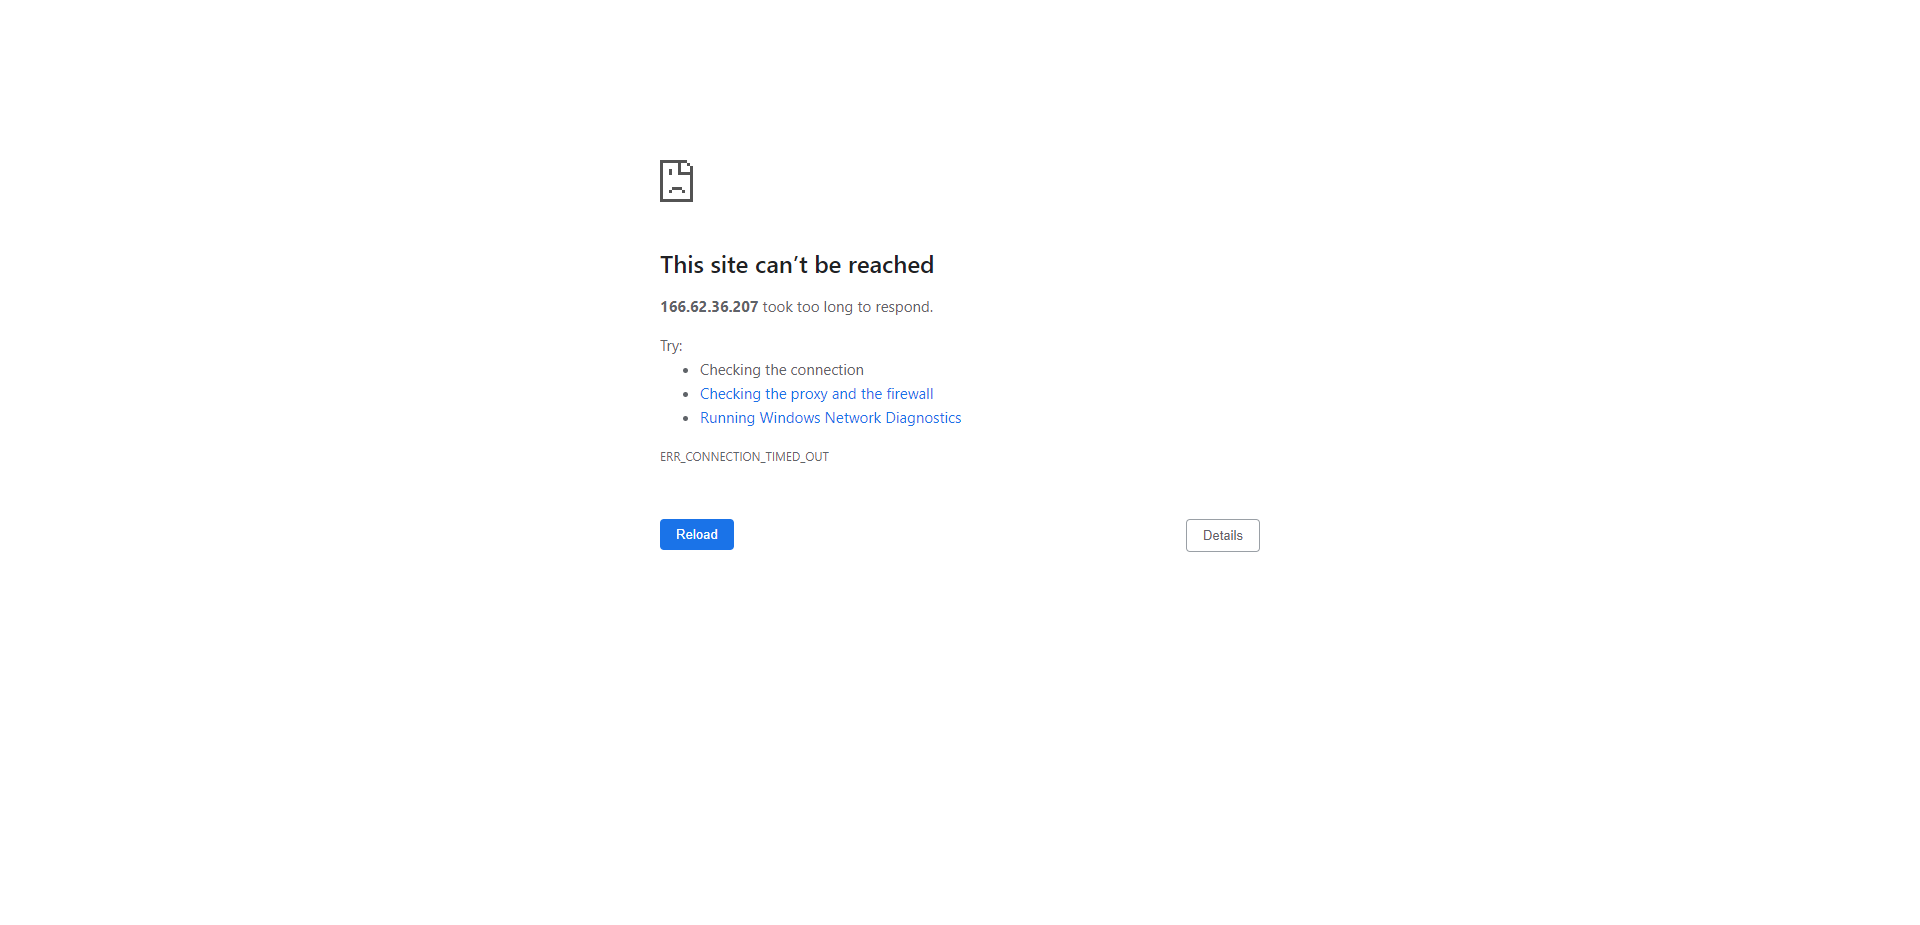 This site can’t be reached
166.62.36.207 took too long to respond.
Try:
Checking the connection
Checking the proxy and the firewall
Running Windows Network Diagnostics
ERR_CONNECTION_TIMED_OUT
Reload
Details